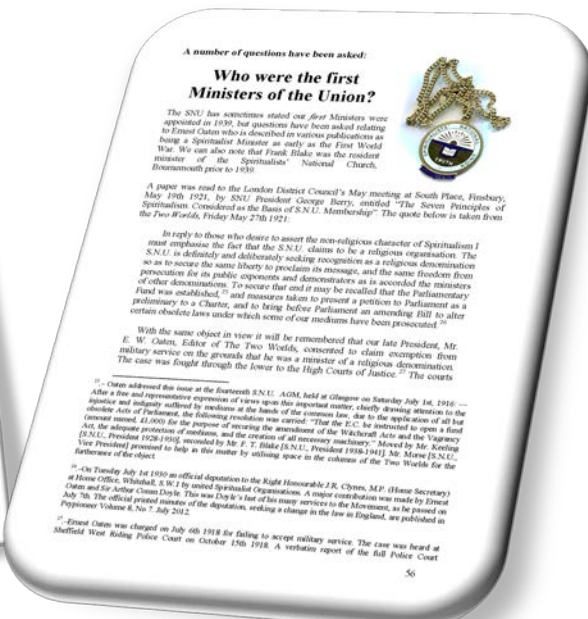 A number of questions have been asked:
Who were the first
Ministers of the Union?
The SNU has sometimes stated our first Ministers were
appointed in 1939, but questions have been asked relating
to Ernest Oaten who is described in various publications as
being a Spiritualist Minister as early as the First World
War. We can also note that Frank Blake was the resident
minister of the Spiritualists' National Church,
Bournemouth prior to 1939.
A paper was read to the London District Council's May meeting at South Place, Finsbury,
May 19th 1921, by SNU President George Berry, entitled "The Seven Principles of
Spiritualism. Considered as the Basis of S.N.U. Membership" The quote below is taken from
the Two Worlds, Friday May 27th 1921:
In reply to those who desire to assert the non-religious character of Spiritualism I
must emphasise the fact that the S.N.U. claims to be a religious organisation. The
S.N.U. is definitely and deliberately seeking recognition as a religious denomination
so as to secure the same liberty to proclaim its message, and the same freedom from
persecution for its public exponents and demonstrators as is accorded the ministers
of other denominations. To secure that end it may be recalled that the Parliamentary
Fund was established, 25 and measures taken to present a petition to Parliament as a
preliminary to a Charter, and to bring before Parliament an amending Bill to alter
certain obsolete laws under which some of our mediums have been prosecuted. 26
With the same object in view it will be remembered that our late President, Mr.
E. W. Oaten, Editor of The Two Worlds, consented to claim exemption from
military service on the grounds that he was a minister of a religious denomination.
The case was fought through the lower to the High Courts of Justice. 27 The courts
25.- Oaten addressed this issue at the fourteenth S.N.U. AGM, held at Glasgow on Saturday July 1st, 1916: —
After a free and representative expression of views upon this important matter, chiefly drawing attention to the
injustice and indignity suffered by mediums at the hands of the common law, due to the application of all but
obsolete Acts of Parliament, the following resolution was carried: "That the E.C. be instructed to open a fund
(amount named, £1,000) for the purpose of securing the amendment of the Witchcraft Acts and the Vagrancy
Act, the adequate protection of mediums, and the creation of all necessary machinery." Moved by Mr. Keeling
[S.N.U., President 1928-1930], seconded by Mr. F. T. Blake [S.N.U., President 1938-1941]. Mr. Morse [S.N.U.,
Vice President] promised to help in this matter by utilising space in the columns of the Two Worlds for the
furtherance of the object.
26.-On Tuesday July 1st 1930 an official deputation to the Right Honourable J.R. Clynes, M.P. (Home Secretary)
at Home Office, Whitehall, S.W.1 by united Spiritualist Organisations. A major contribution was made by Ernest
Oaten and Sir Arthur Conan Doyle. This was Doyle's last of his many services to the Movement, as he passed on
July 7th. The official printed minutes of the deputation, seeking a change in the law in England, are published in
Psypioneer Volume 8, No 7. July 2012.
27.-Ernest Oaten was charged on July 6th 1918 for failing to accept military service. The case was heard at
Sheffield West Riding Police Court on October 15th 1918. A verbatim report of the full Police Court
56
TRUTH